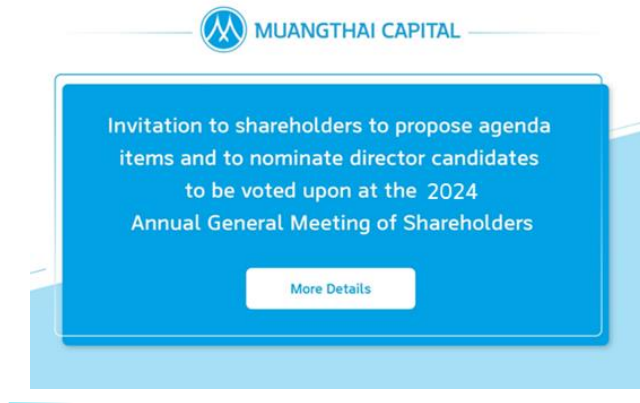 MUANGTHAI CAPITAL
Invitation to shareholders to propose agenda
items and to nominate director candidates
to be voted upon at the 2024
Annual General Meeting of Shareholders
More Details